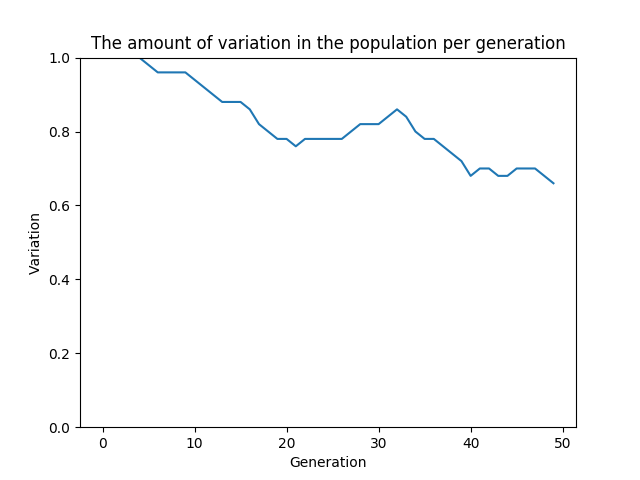 The amount of variation in the population per generation
1.0
0.8
0.6
0.4
0.2
0.0
Variation
0 10 20 30 40 50
Generation